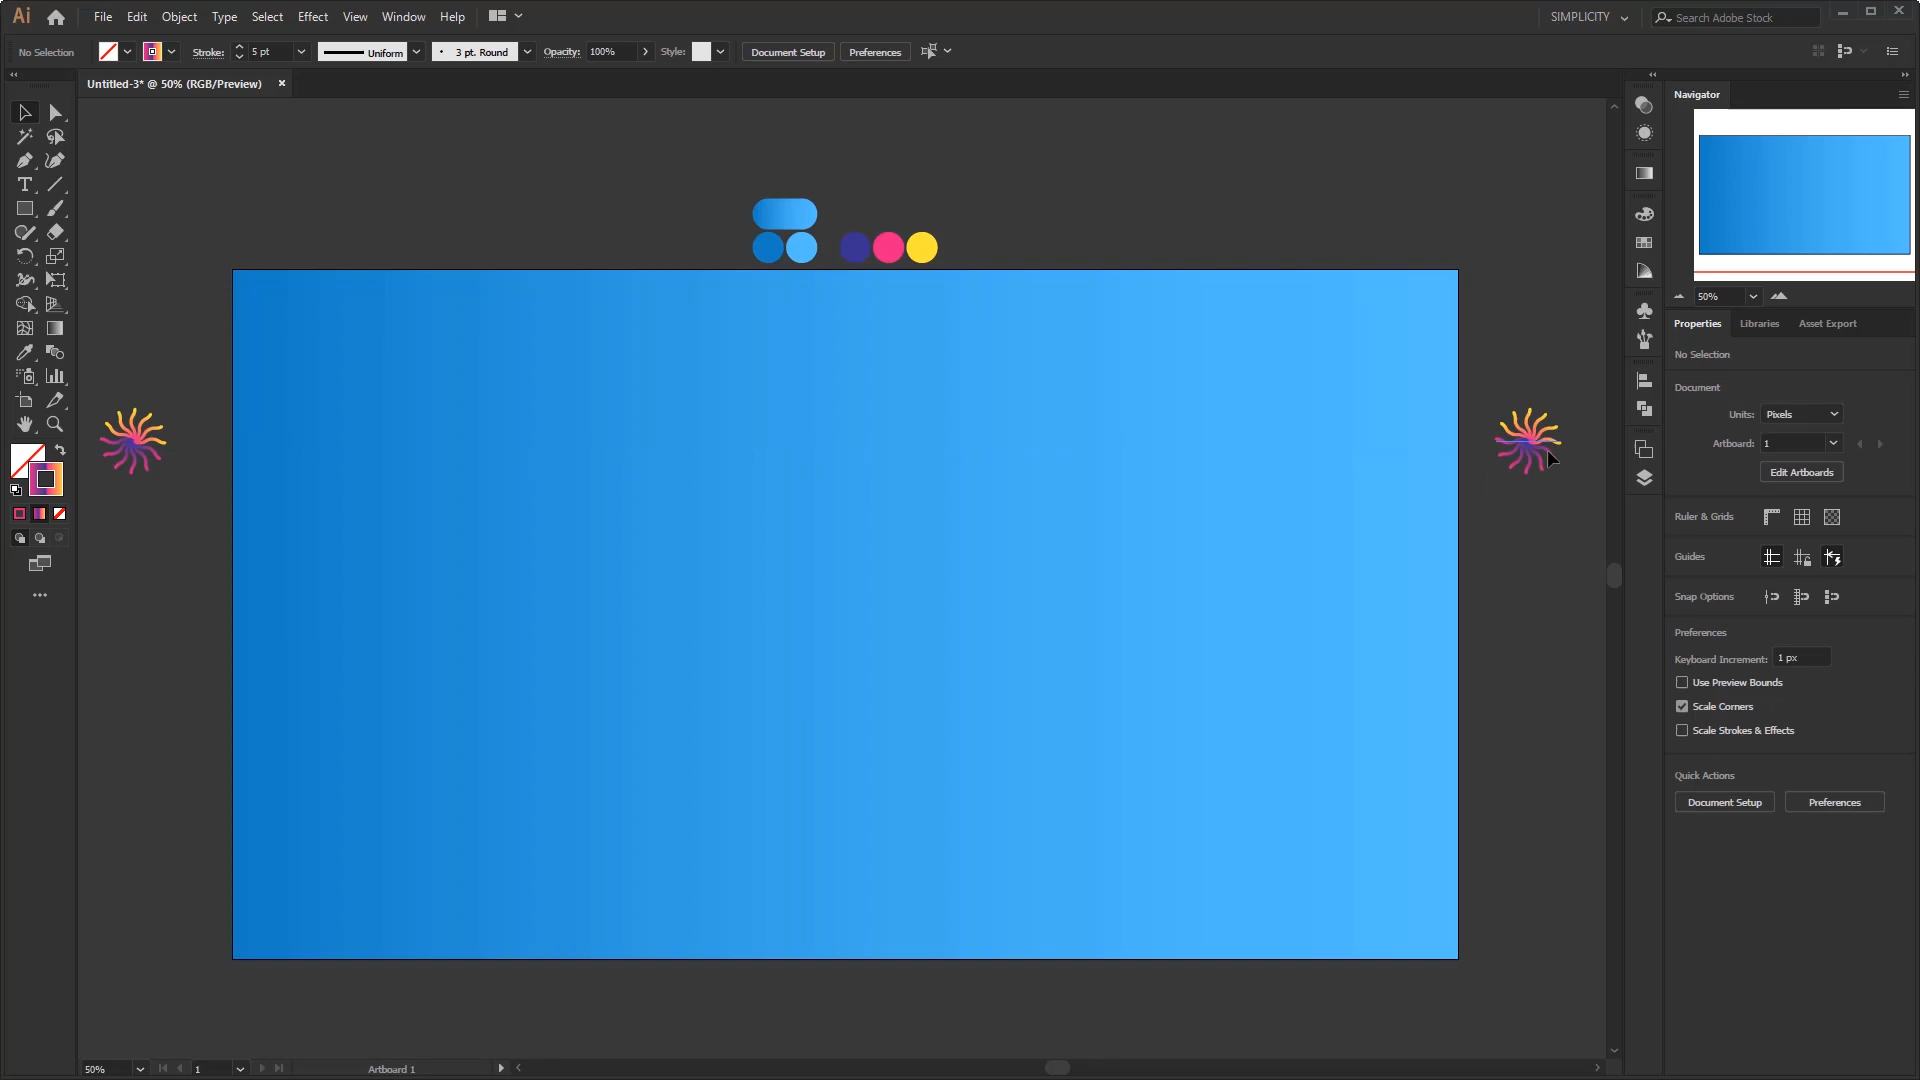 Ai File Edit Object Type Select Effect View Window Help SIMPLICITY Search Adobe Stock
No Selection Stroke: 5 pt Uniform 3 pt. Round Opacity: 100% Style: Document Setup Preferences
Untitled-3* @ 50% (RGB/Preview)
Navigator
50%
Properties Libraries Asset Export
No Selection
Document
Units: Pixels
Artboard: 1
Edit Artboards
Ruler & Grids
Guides
Snap Options
Preferences
Keyboard Increment: 1 px
Use Preview Bounds
Scale Corners
Scale Strokes & Effects
Quick Actions
Document Setup Preferences
50% 1 Artboard 1